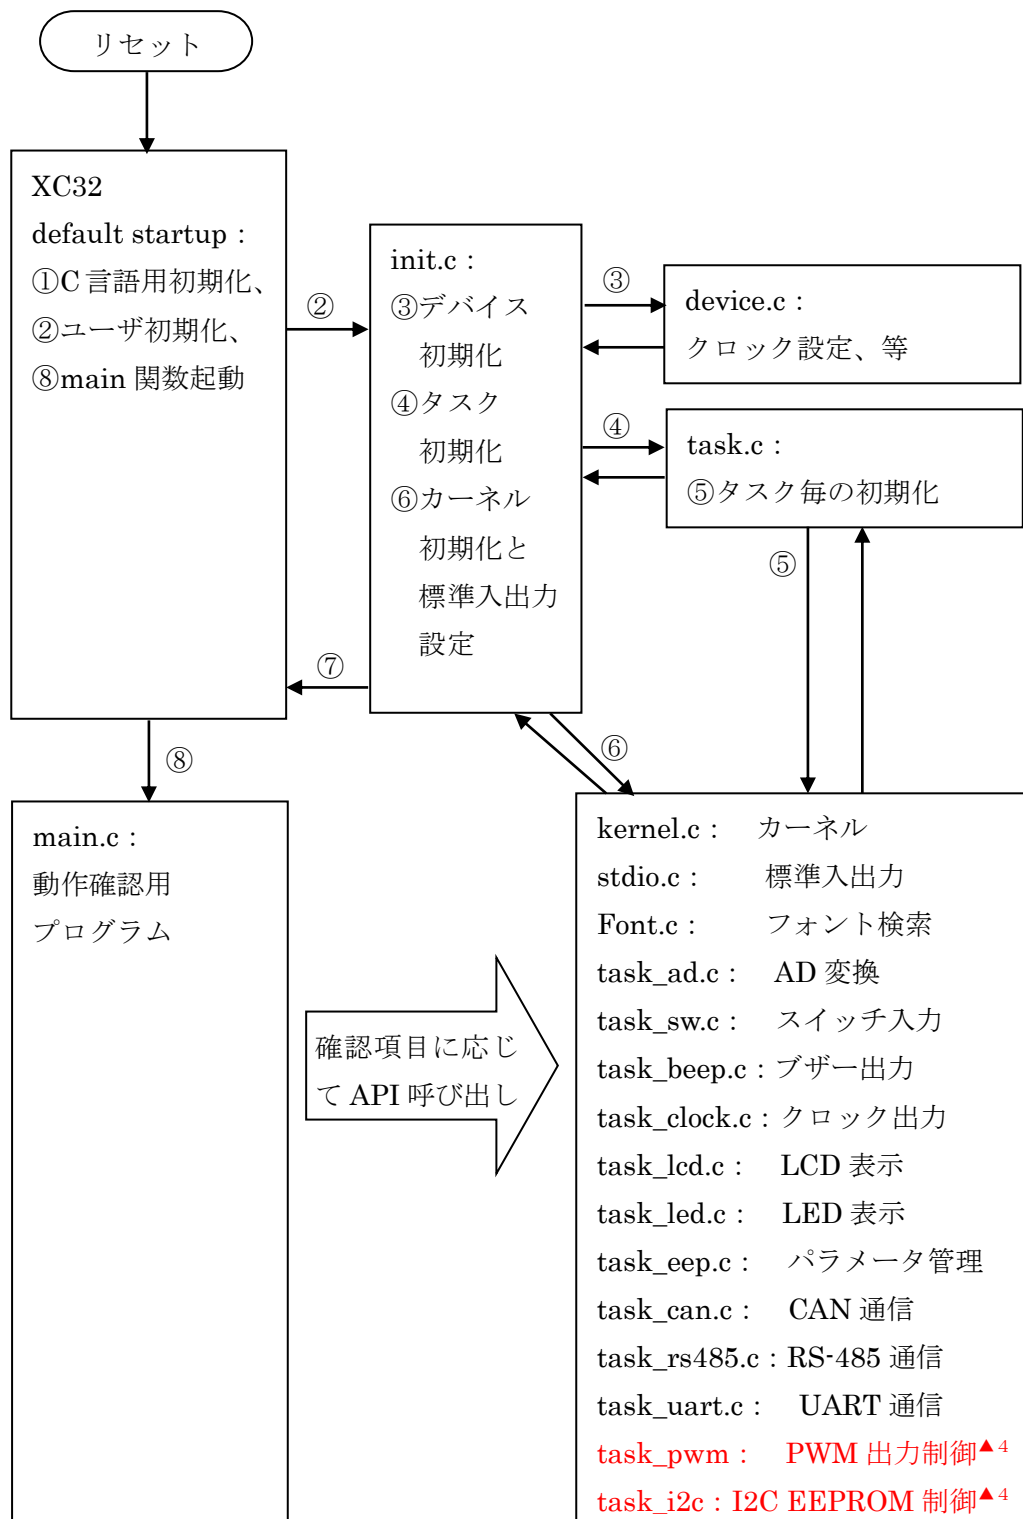 リセット
XC32
default startup：
①C 言語用初期化、
②ユーザ初期化、
⑧main 関数起動
②
init.c：
③デバイス
初期化
④タスク
初期化
⑥カーネル
初期化と
標準入出力
設定
③
device.c：
クロック設定、等
④
task.c：
⑤タスク毎の初期化
⑤
⑦
⑥
⑧
main.c：
動作確認用
プログラム
確認項目に応じ
て API 呼び出し
kernel.c：　カーネル
stdio.c：　標準入出力
Font.c：　フォント検索
task_ad.c：　AD 変換
task_sw.c：　スイッチ入力
task_beep.c：ブザー出力
task_clock.c：クロック出力
task_lcd.c：　LCD 表示
task_led.c：　LED 表示
task_eep.c：　パラメータ管理
task_can.c：　CAN 通信
task_rs485.c：RS-485 通信
task_uart.c：　UART 通信
task_pwm：　PWM 出力制御▲4
task_i2c：I2C EEPROM 制御▲4